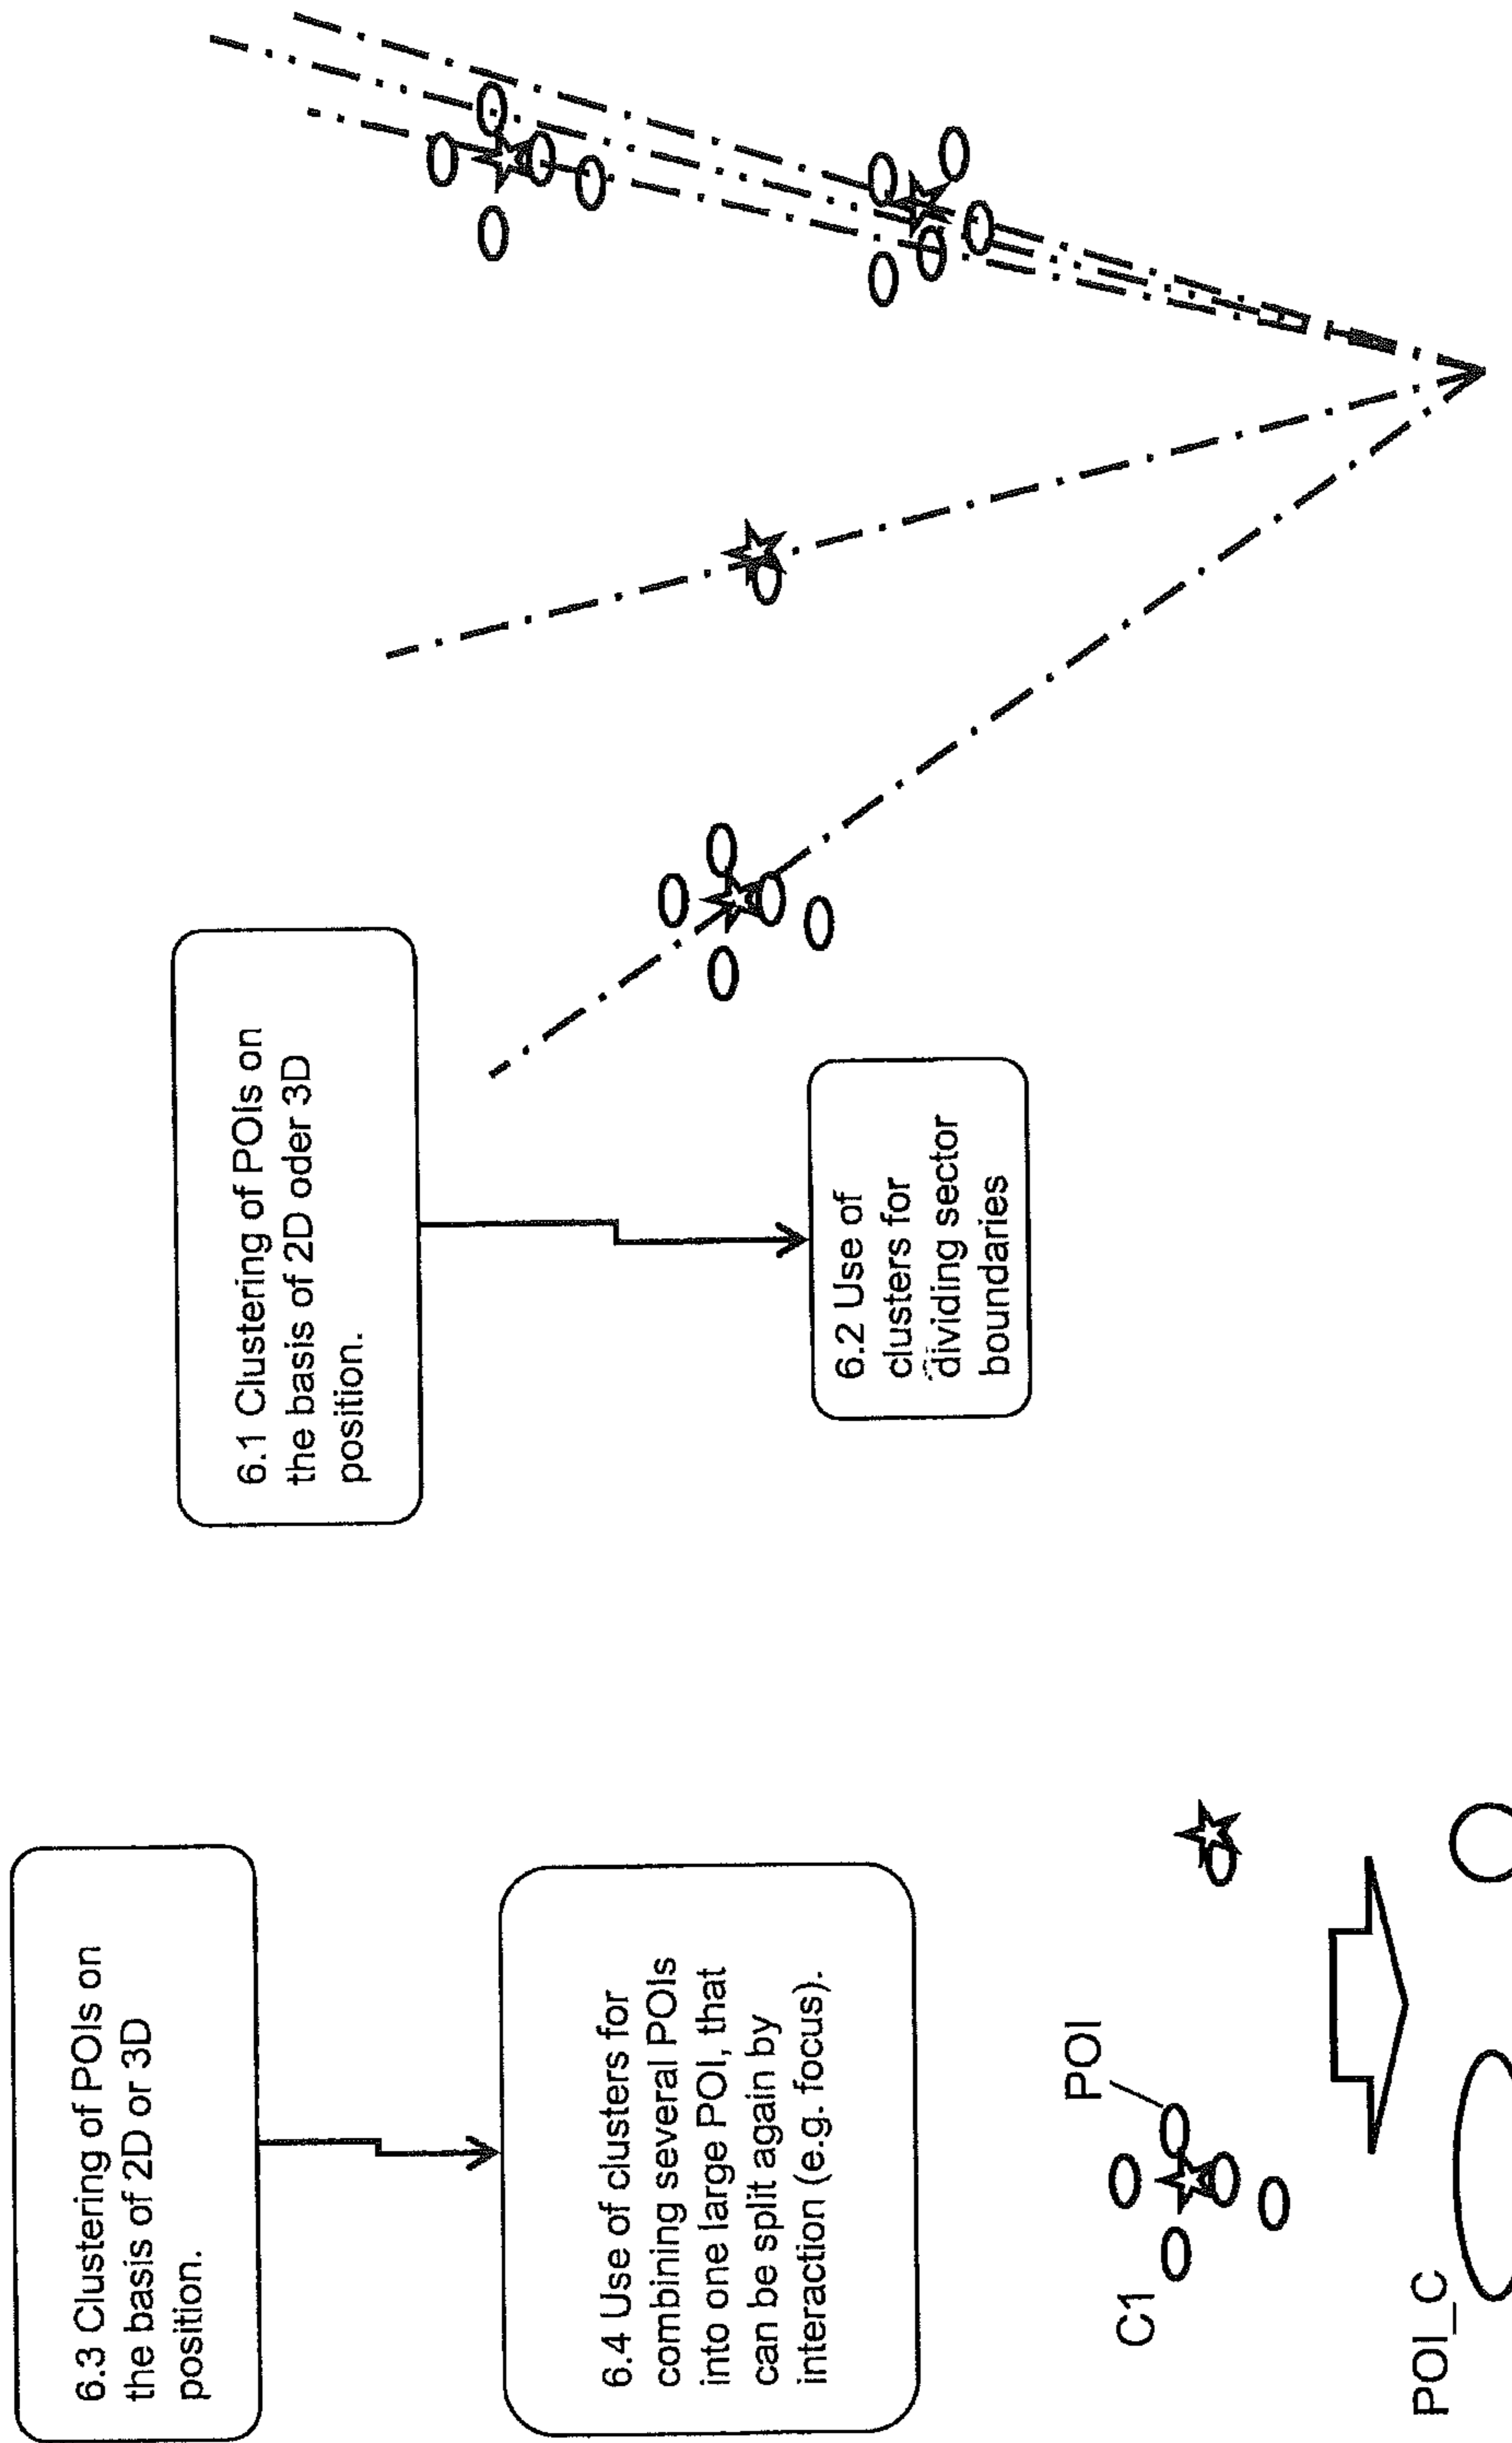 6.3 Clustering of POIs on
the basis of 2D or 3D
position.
6.4 Use of clusters for
combining several POIs
into one large POI, that
can be split again by
interaction (e.g. focus).
POI
C1
POI_C
6.1 Clustering of POIs on
the basis of 2D oder 3D
position.
6.2 Use of
clusters for
dividing sector
boundaries